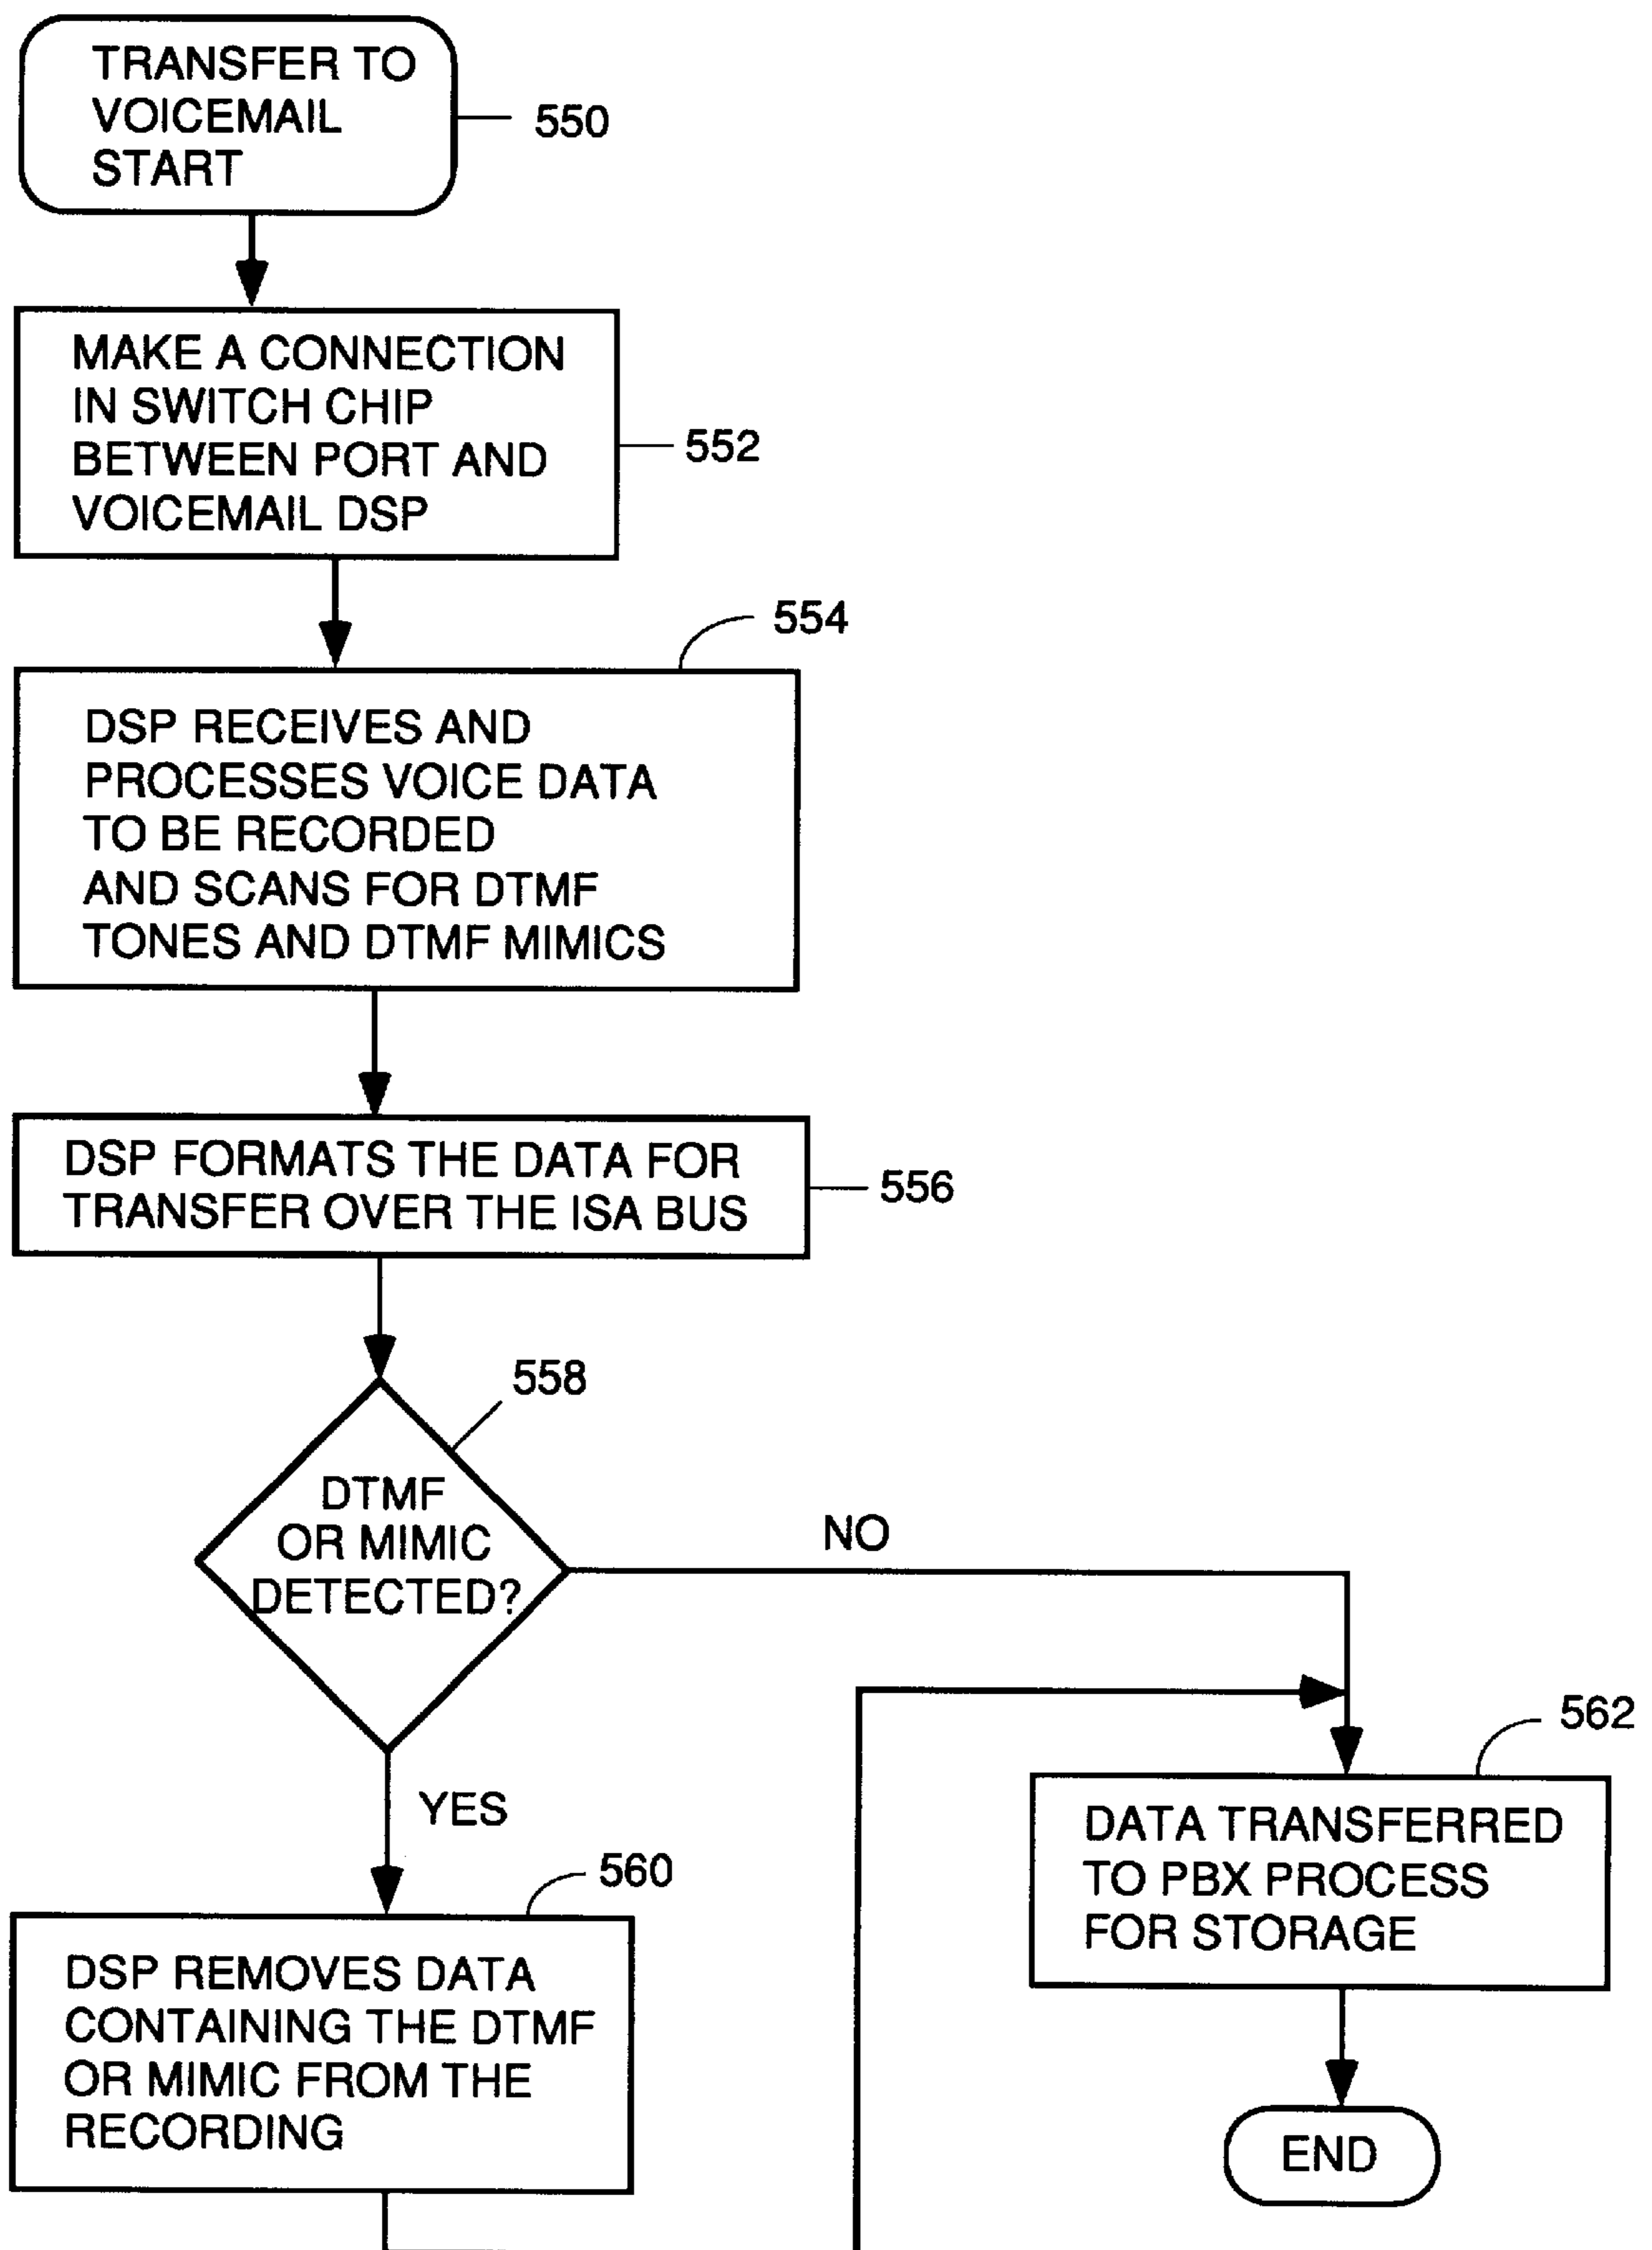 TRANSFER TO
VOICEMAIL
START
550
MAKE A CONNECTION
IN SWITCH CHIP
BETWEEN PORT AND
VOICEMAIL DSP
552
554
DSP RECEIVES AND
PROCESSES VOICE DATA
TO BE RECORDED
AND SCANS FOR DTMF
TONES AND DTMF MIMICS
DSP FORMATS THE DATA FOR
TRANSFER OVER THE ISA BUS
556
558
DTMF
OR MIMIC
DETECTED?
NO
YES
560
DSP REMOVES DATA
CONTAINING THE DTMF
OR MIMIC FROM THE
RECORDING
562
DATA TRANSFERRED
TO PBX PROCESS
FOR STORAGE
END